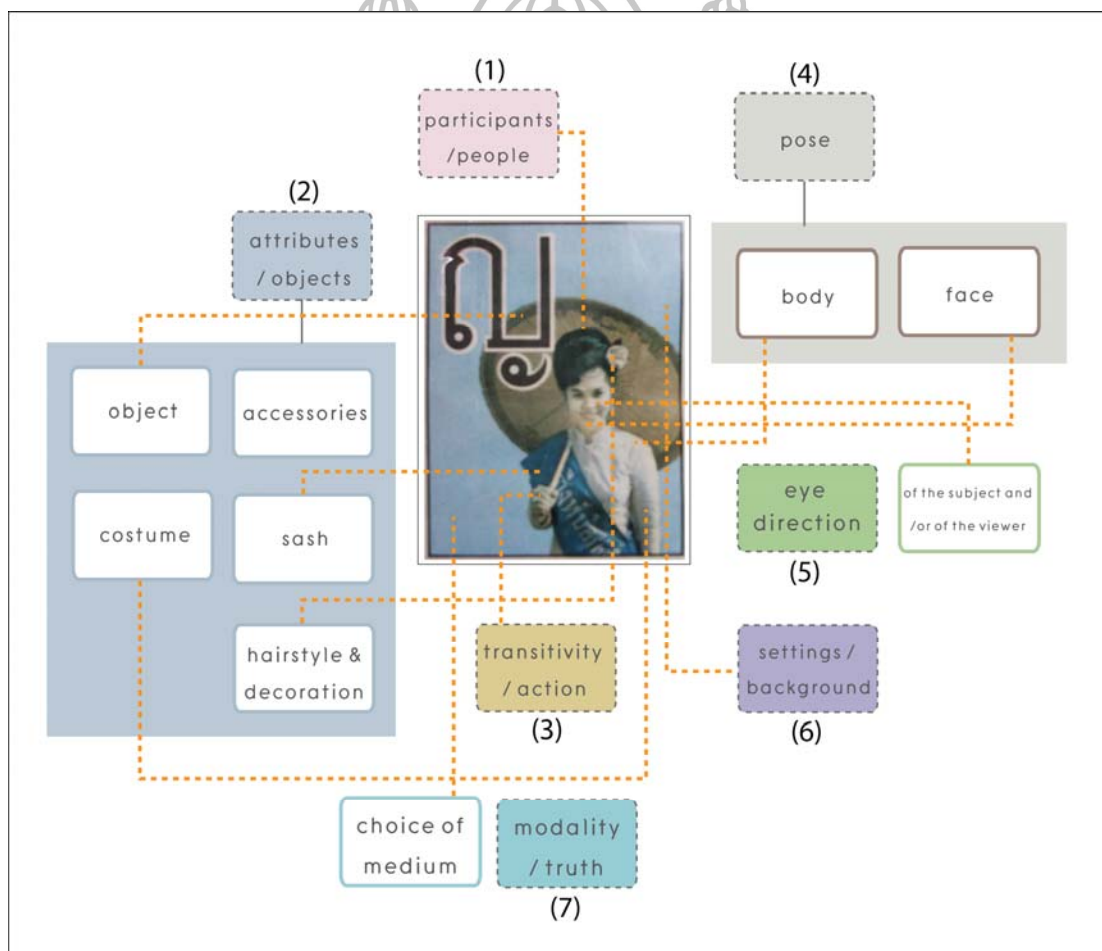 (1)
participants
/people
(4)
pose
(2)
attributes
/ objects
ญ
body
face
object
accessories
costume
sash
eye
direction
(5)
of the subject and
/or of the viewer
hairstyle &
decoration
transitivity
/ action
(3)
settings /
background
(6)
choice of
medium
modality
/ truth
(7)